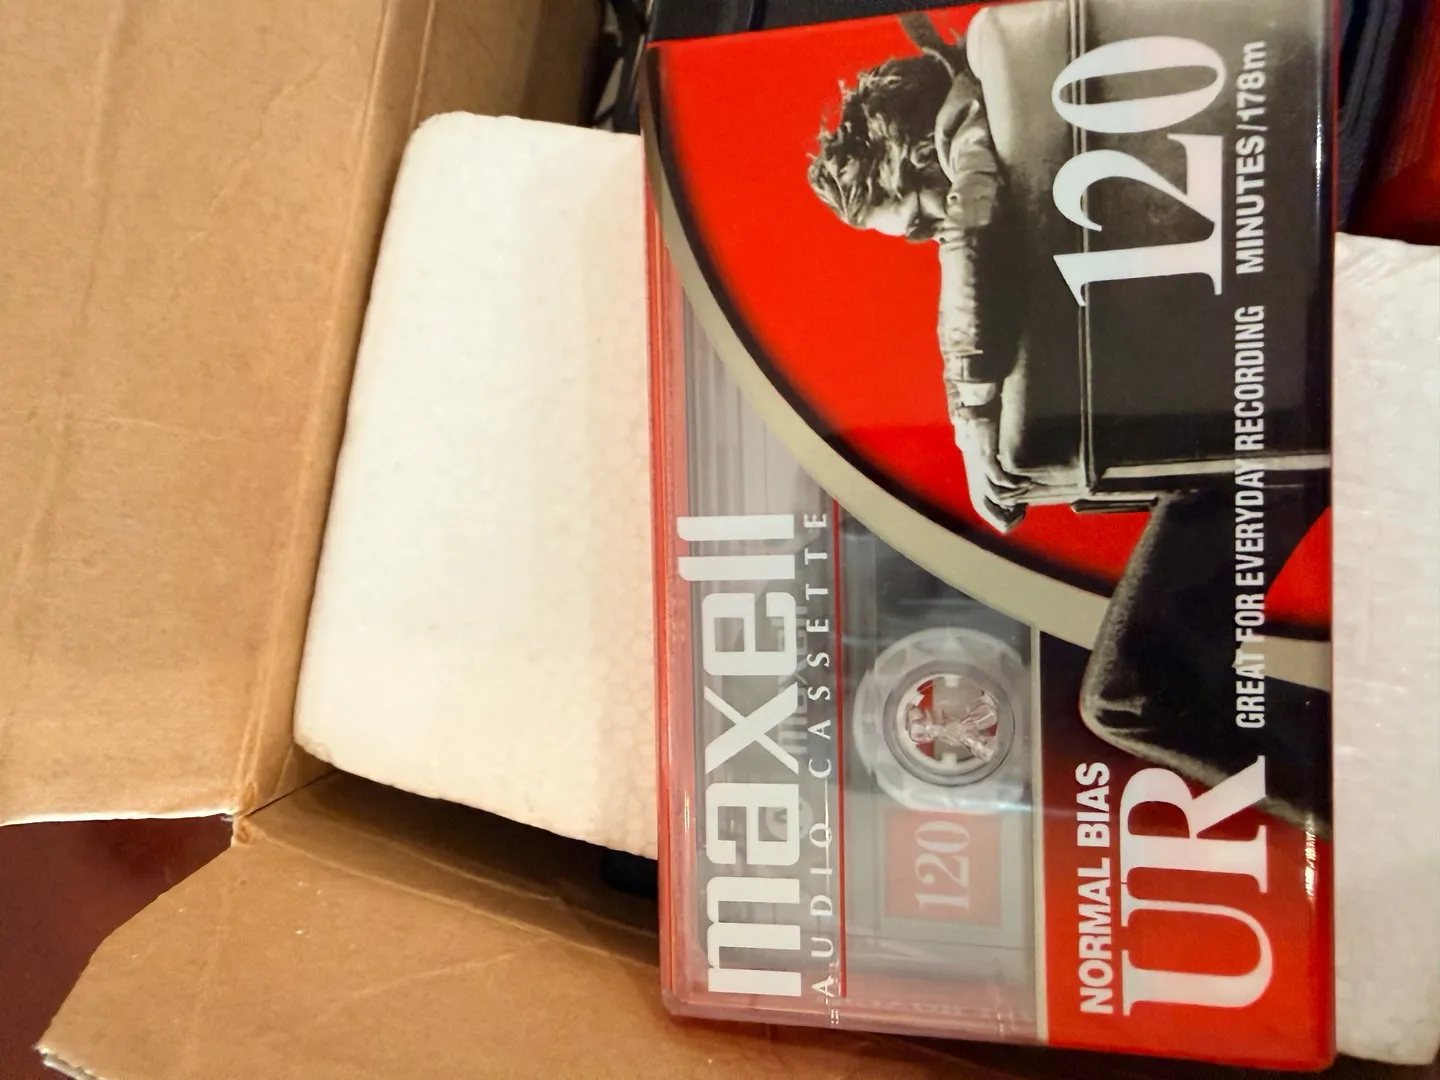 maxell
AUDIO CASSETTE
120
NORMAL BIAS
UR
120
GREAT FOR EVERYDAY RECORDING
MINUTES/178m